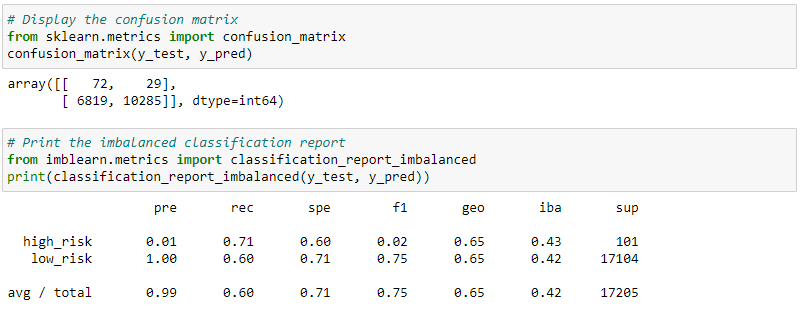 # Display the confusion matrix
from sklearn.metrics import confusion_matrix
confusion_matrix(y_test, y_pred)
array([[   72,    29],
       [ 6819, 10285]], dtype=int64)
# Print the imbalanced classification report
from imblearn.metrics import classification_report_imbalanced
print(classification_report_imbalanced(y_test, y_pred))
                   pre       rec       spe        f1       geo       iba       sup
  high_risk       0.01      0.71      0.60      0.02      0.65      0.43       101
   low_risk       1.00      0.60      0.71      0.75      0.65      0.42     17104
avg / total       0.99      0.60      0.71      0.75      0.65      0.42     17205